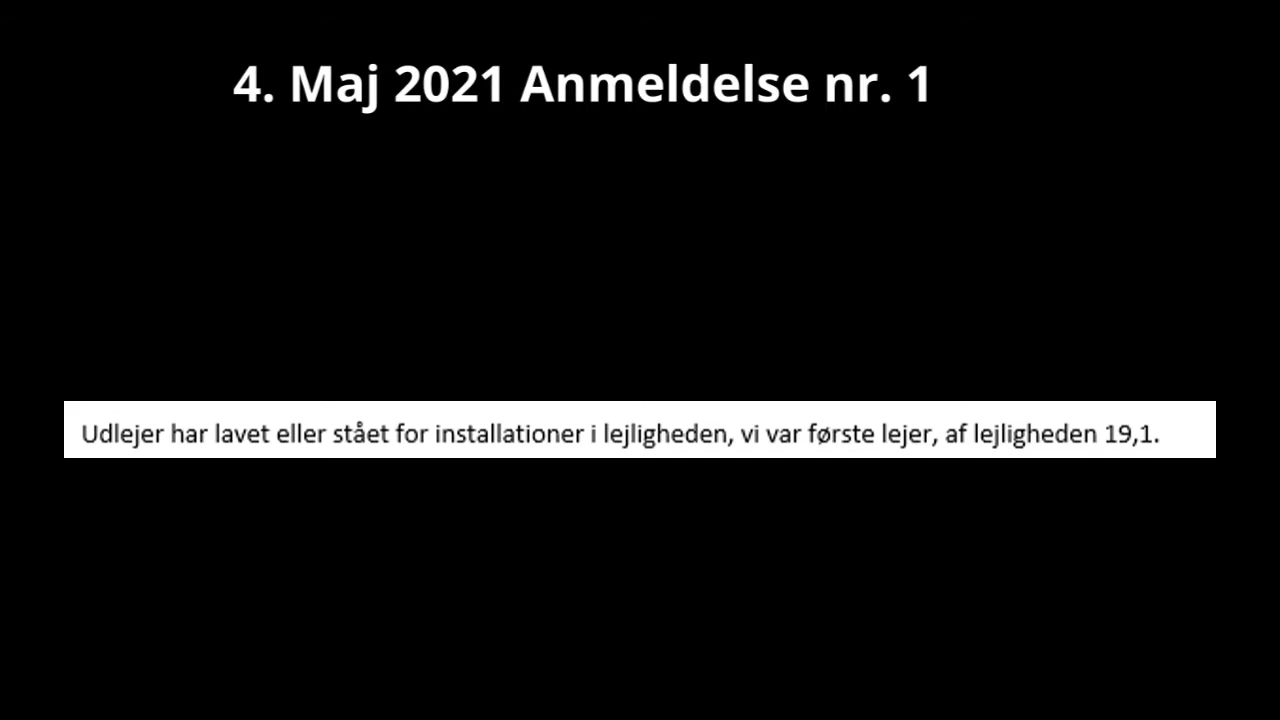 4. Maj 2021 Anmeldelse nr. 1
Udlejer har lavet eller stået for installationer i lejligheden, vi var første lejer, af lejligheden 19,1.